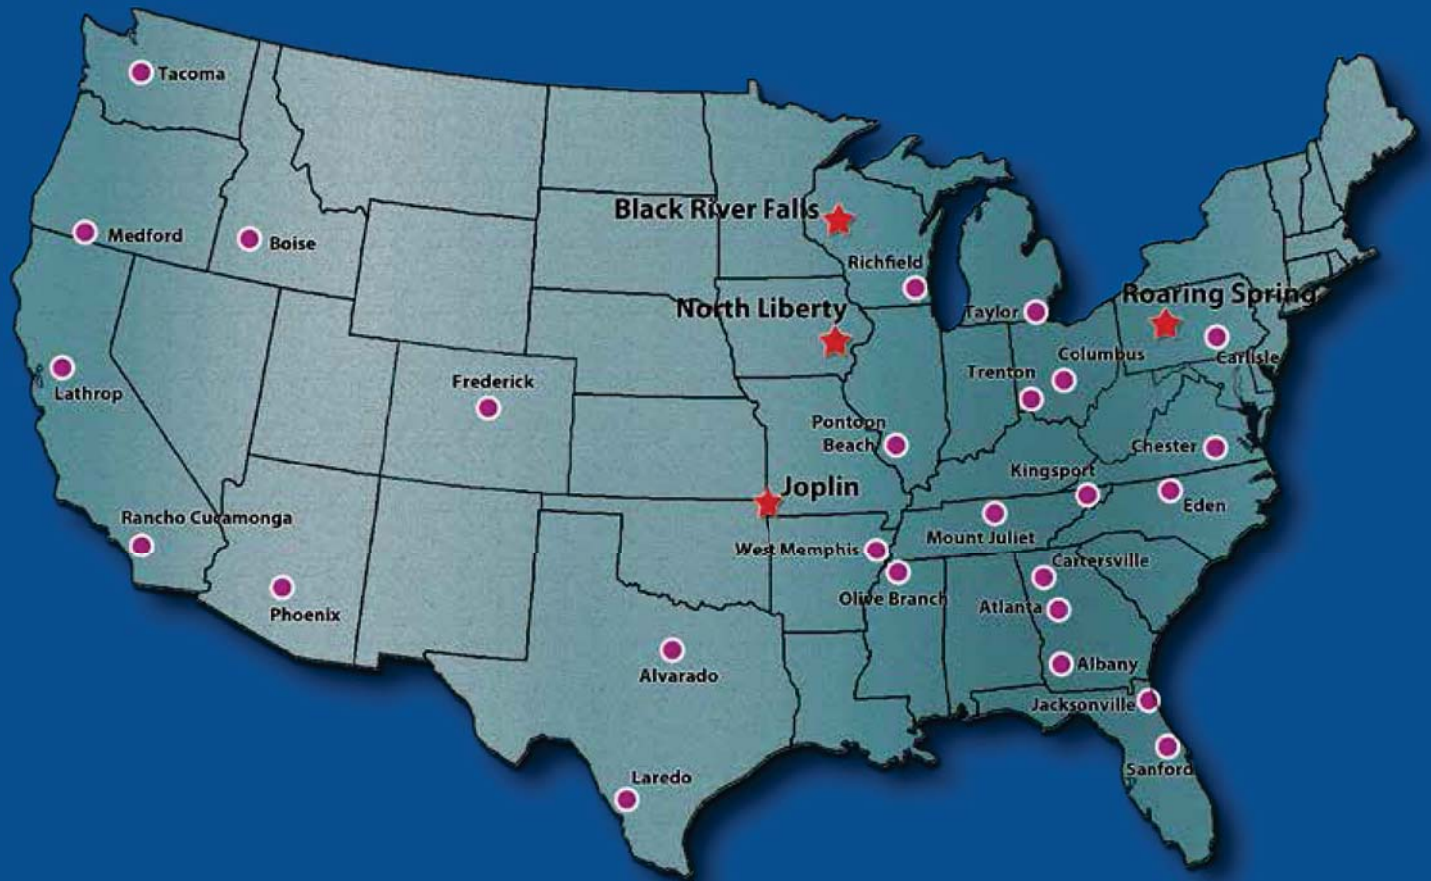 Tacoma
Black River Falls
Medford
Boise
Richfield
Roaring Spring
North Liberty
Taylor
Columbus
Carlisle
Trenton
Frederick
Lathrop
Pontoon
Beach
Chester
Kingsport
Joplin
Eden
Rancho Cucamonga
Mount Juliet
West Memphis
Cartersville
Olive Branch
Atlanta
Phoenix
Albany
Alvarado
Jacksonville
Sanford
Laredo